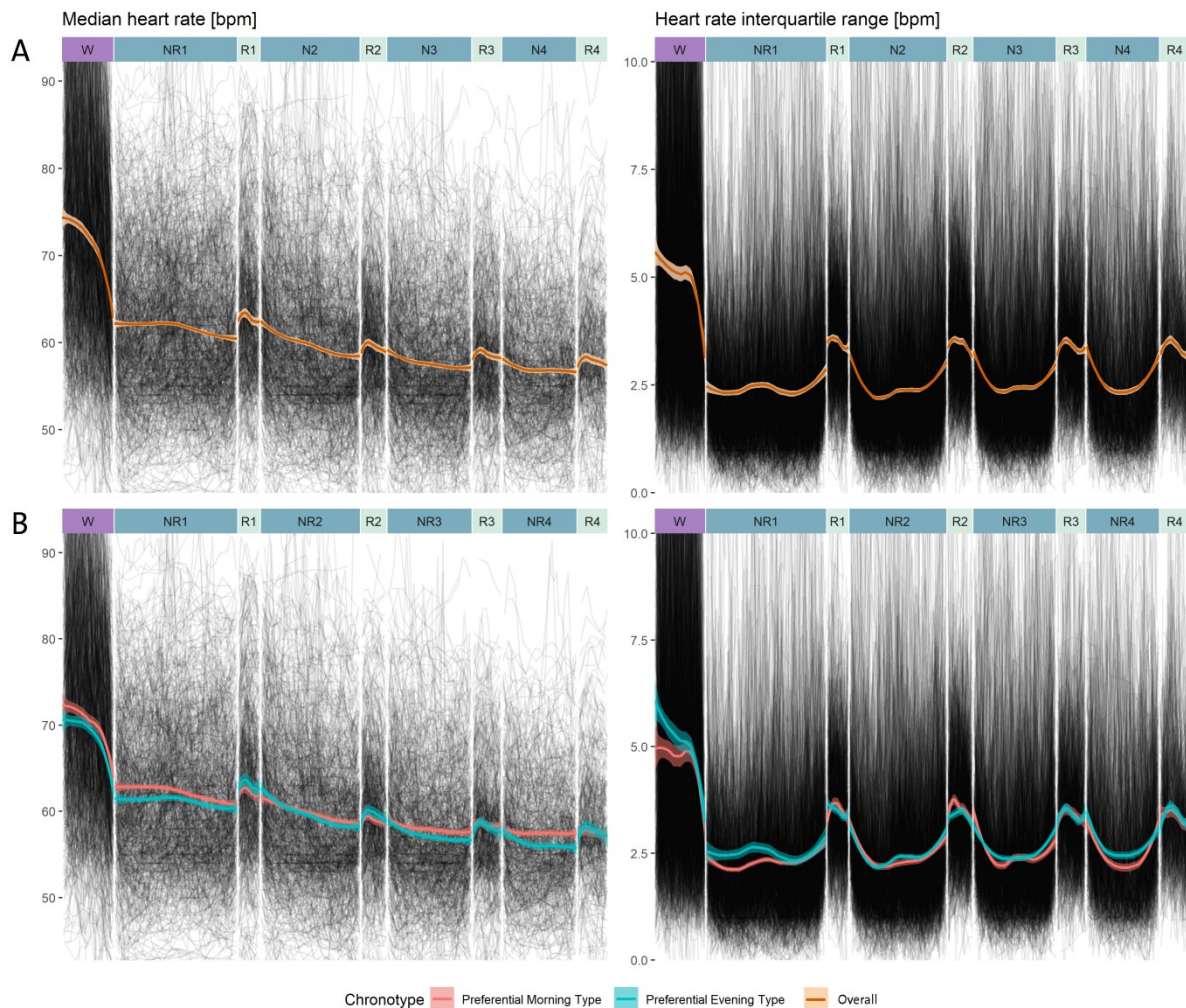 Median heart rate [bpm]
Heart rate interquartile range [bpm]
A
W NR1 R1 N2 R2 N3 R3 N4 R4
W NR1 R1 N2 R2 N3 R3 N4 R4
90
80
70
60
50
10.0
7.5
5.0
2.5
0.0
B
W NR1 R1 NR2 R2 NR3 R3 NR4 R4
W NR1 R1 NR2 R2 NR3 R3 NR4 R4
90
80
70
60
50
10.0
7.5
5.0
2.5
0.0
Chronotype Preferential Morning Type Preferential Evening Type Overall